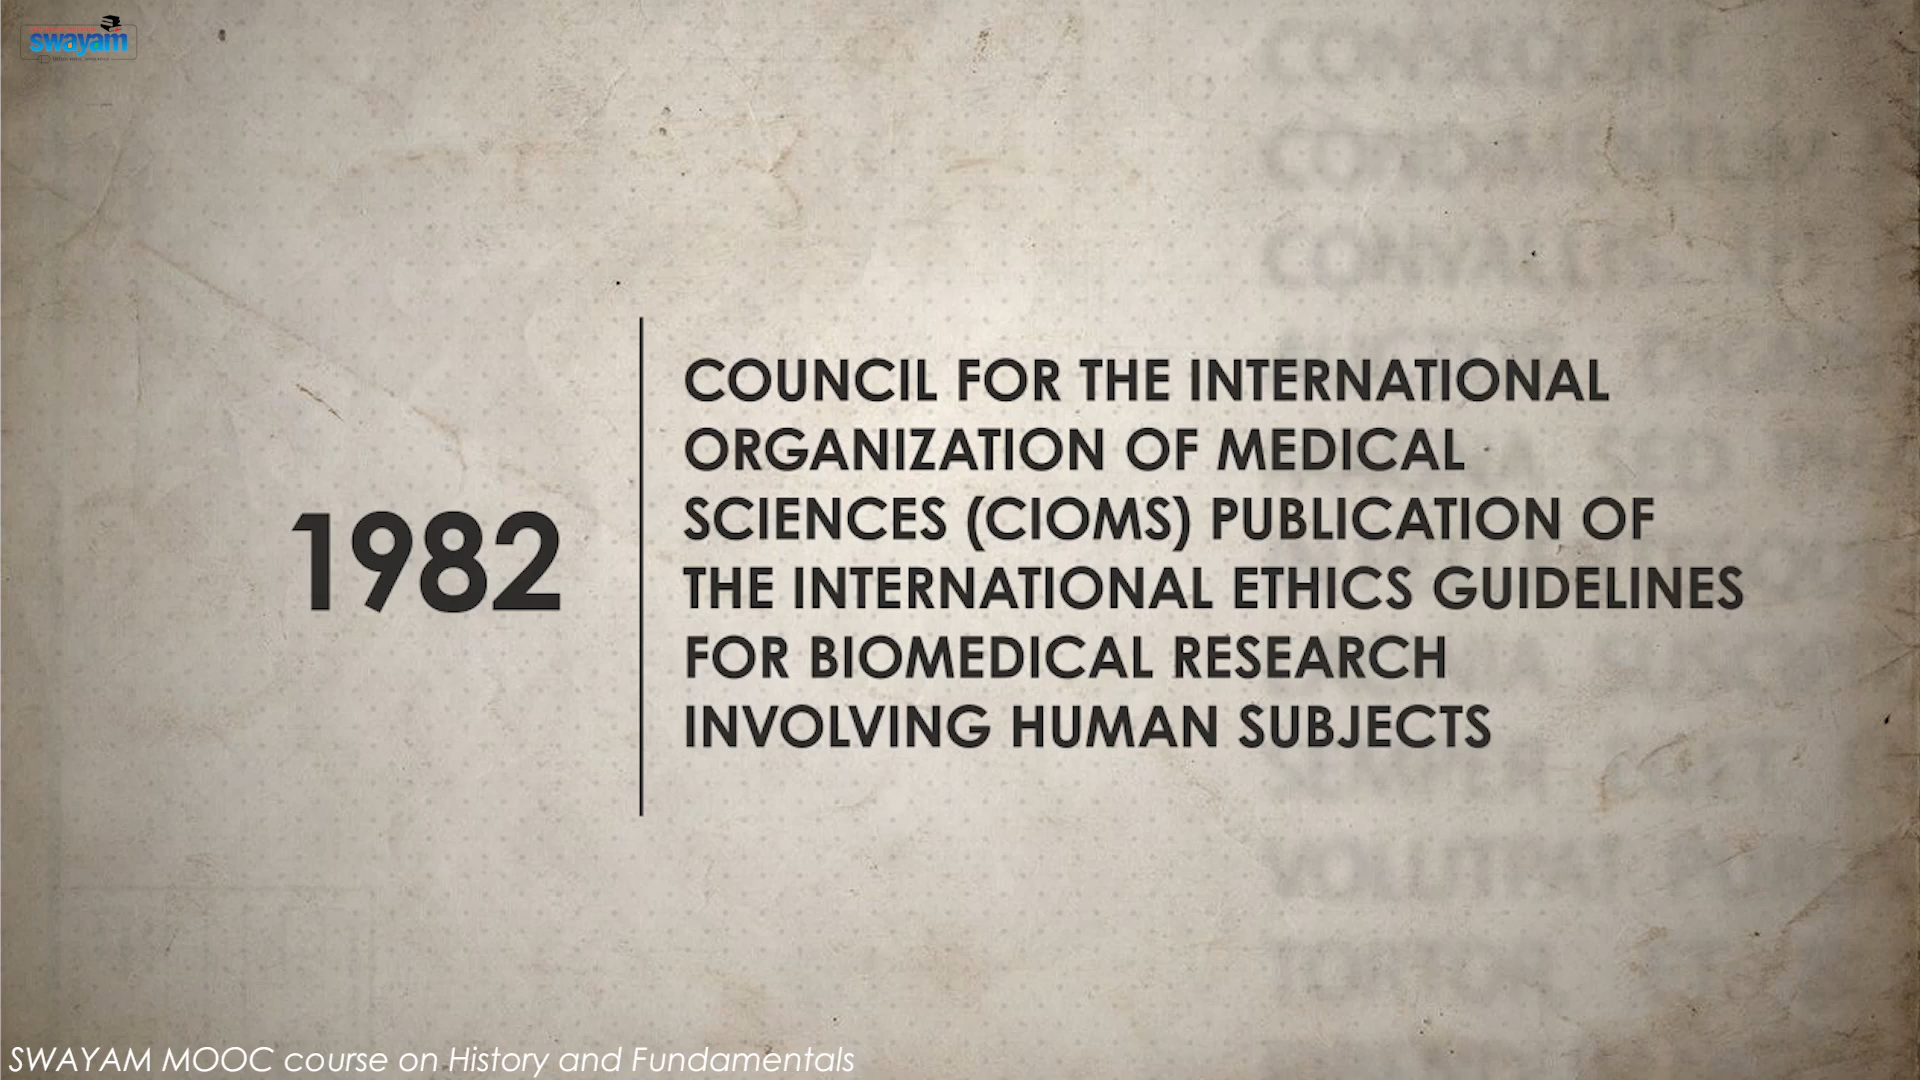 swayam
COUNCIL FOR THE INTERNATIONAL
ORGANIZATION OF MEDICAL
SCIENCES (CIOMS) PUBLICATION OF
THE INTERNATIONAL ETHICS GUIDELINES
FOR BIOMEDICAL RESEARCH
INVOLVING HUMAN SUBJECTS
1982
SWAYAM MOOC course on History and Fundamentals